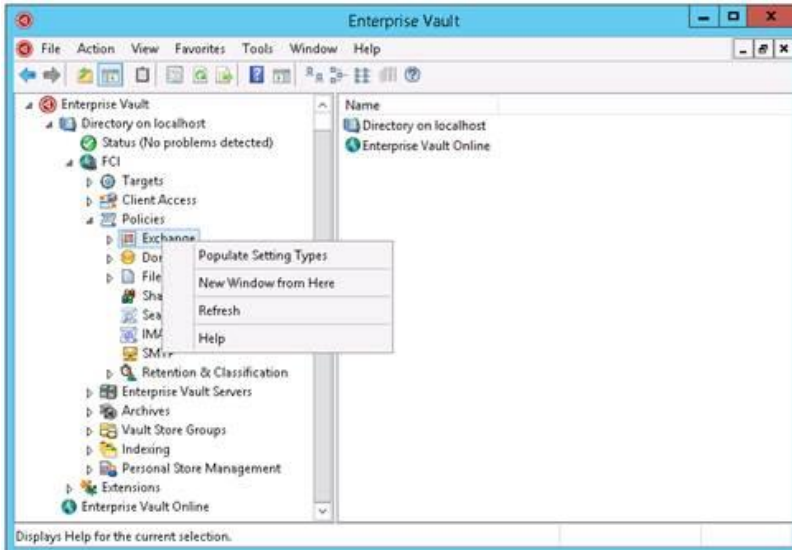 Enterprise Vault
File Action View Favorites Tools Window Help
Enterprise Vault
Directory on localhost
Status (No problems detected)
FCI
Targets
Client Access
Policies
Exchange
Populate Setting Types
New Window from Here
Refresh
Help
File
SMTP
Retention & Classification
Enterprise Vault Servers
Archives
Vault Store Groups
Indexing
Personal Store Management
Extensions
Enterprise Vault Online
Name
Directory on localhost
Enterprise Vault Online
Displays Help for the current selection.